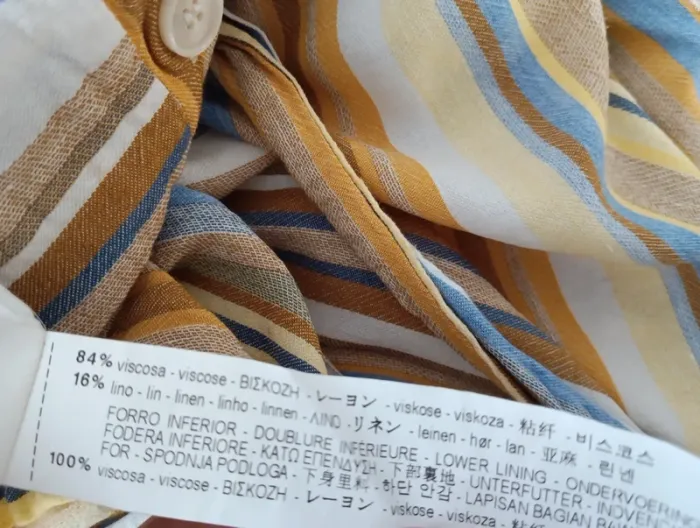 84% viscosa - viscose - ΒΙΣΚΟΖΗ - レーヨン - viskose - viskoza - 粘纤 - 비스코스
16% lino - lin - linen - linho - linnen - ΛΙΝΟ - リネン - leinen - hør - lan - 亚麻 - 린넨
FORRO INFERIOR - DOUBLURE INFERIEURE - LOWER LINING - ONDERVOERING
FODERA INFERIORE - ΚΑΤΩ ΕΠΕΝΔΥΣΗ - 下部裏地 - UNTERFUTTER - INDVENDIG
FOR - SPODNJA PODLOGA - 下身里料 - 하단 안감 - LAPISAN BAGIAN
100% viscosa - viscose - ΒΙΣΚΟΖΗ - レーヨン - viskose - viskoza - 粘